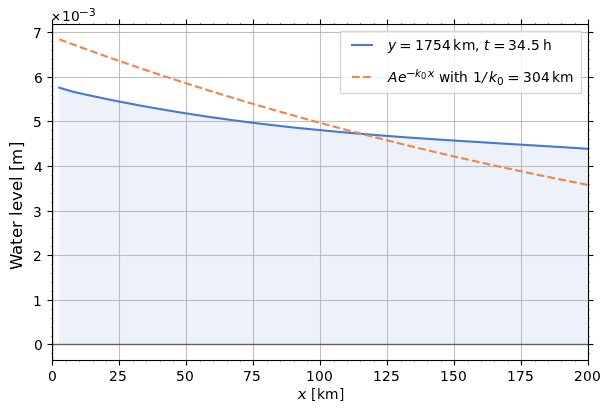 ×10⁻³
y = 1754 km, t = 34.5 h
Ae^{-k₀x} with 1/k₀ = 304 km
7
6
5
4
3
2
1
0
Water level [m]
0 25 50 75 100 125 150 175 200
x [km]